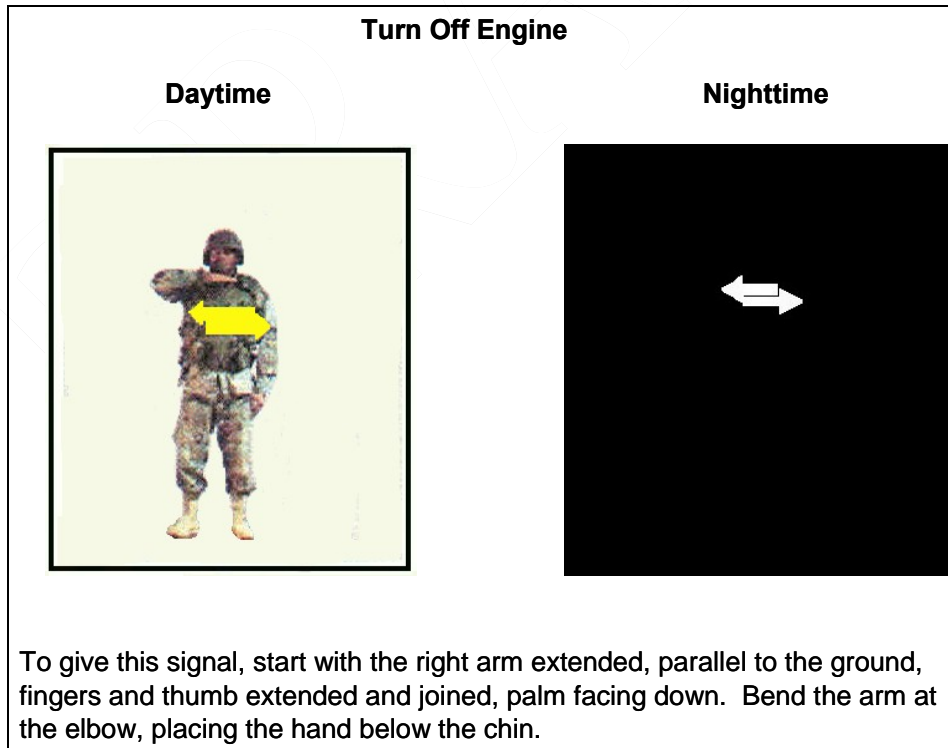 Turn Off Engine
Daytime
Nighttime
To give this signal, start with the right arm extended, parallel to the ground,
fingers and thumb extended and joined, palm facing down.  Bend the arm at
the elbow, placing the hand below the chin.